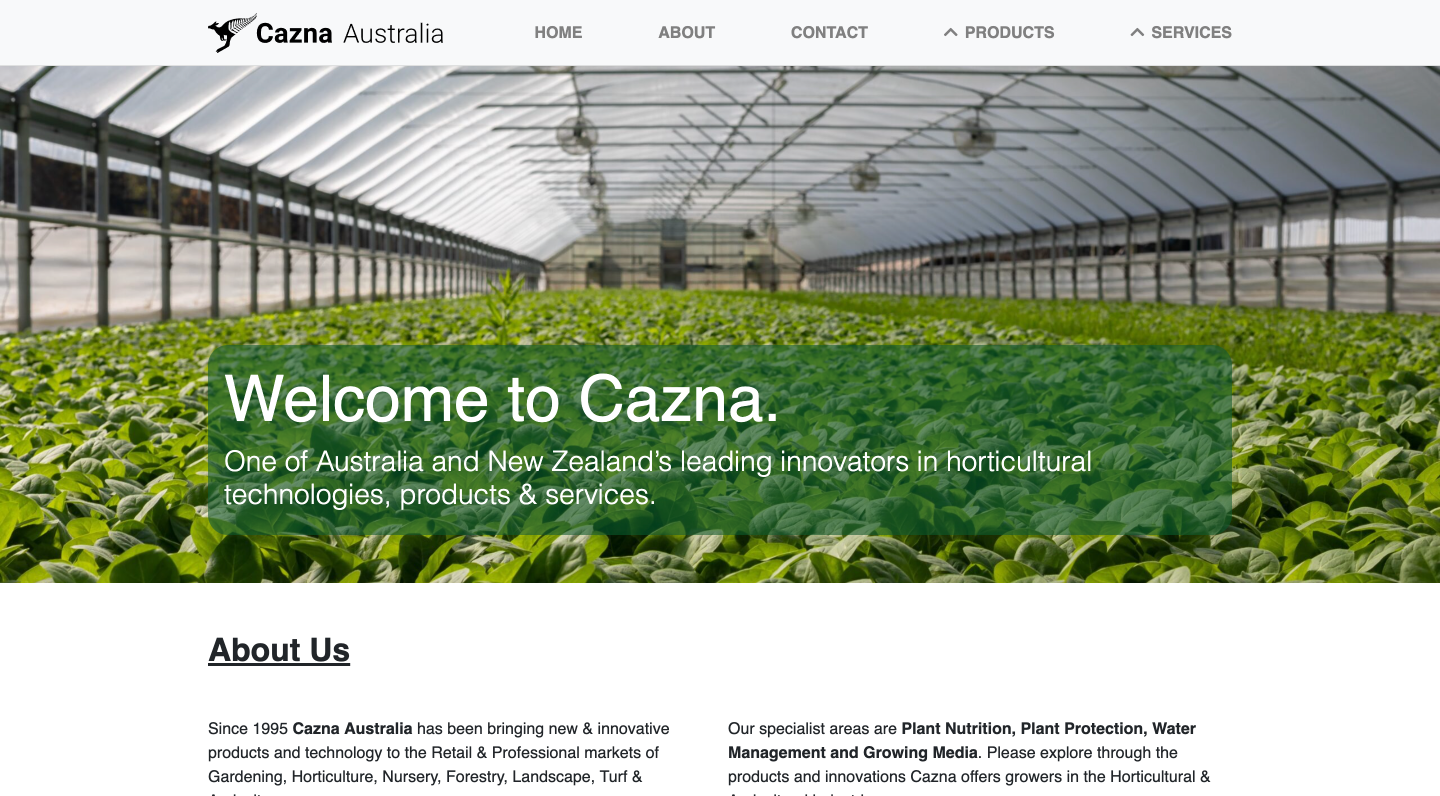 Cazna Australia
HOME
ABOUT
CONTACT
PRODUCTS
SERVICES
Welcome to Cazna.
One of Australia and New Zealand’s leading innovators in horticultural
technologies, products & services.
About Us
Since 1995 Cazna Australia has been bringing new & innovative
products and technology to the Retail & Professional markets of
Gardening, Horticulture, Nursery, Forestry, Landscape, Turf &
Our specialist areas are Plant Nutrition, Plant Protection, Water
Management and Growing Media. Please explore through the
products and innovations Cazna offers growers in the Horticultural &